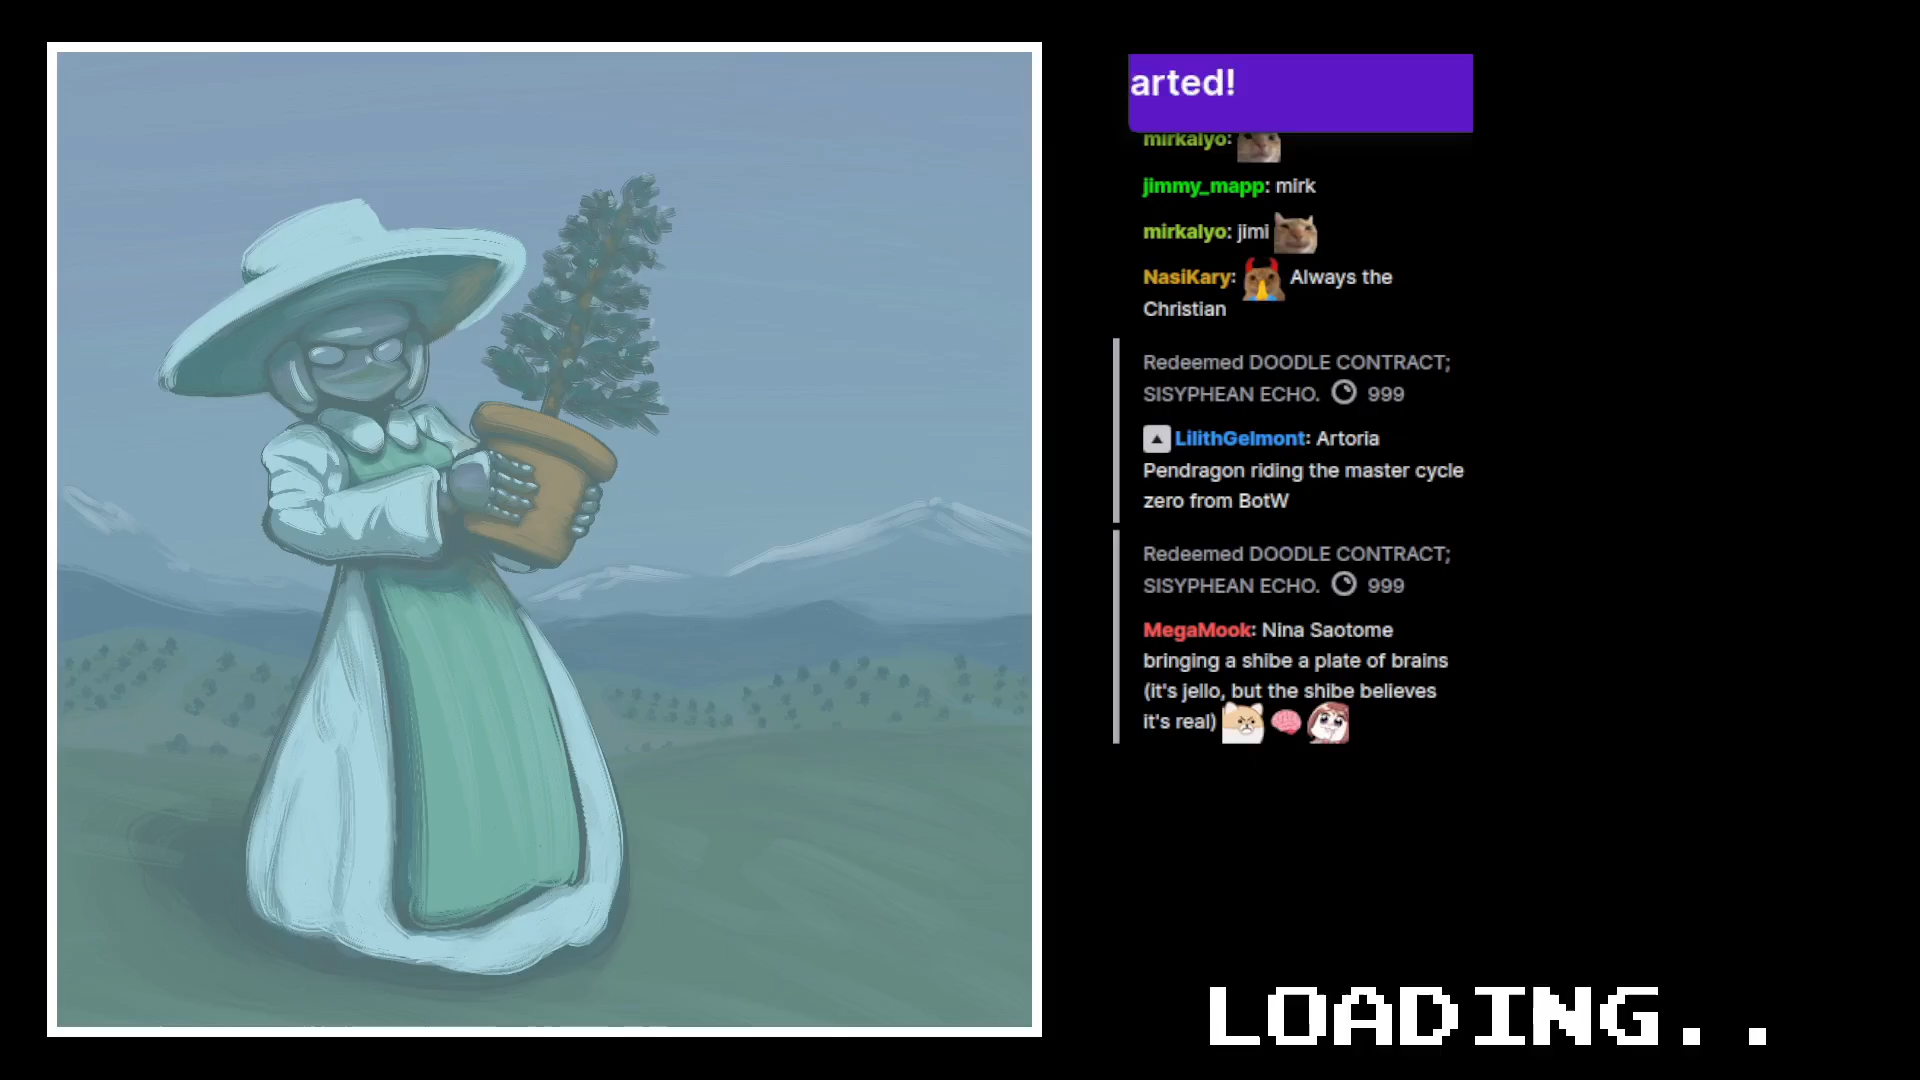 arted!
mirkalyo:
jimmy_mapp: mirk
mirkalyo: jimi
NasiKary: Always the
Christian
Redeemed DOODLE CONTRACT;
SISYPHEAN ECHO. 999
LilithGelmont: Artoria
Pendragon riding the master cycle
zero from BotW
Redeemed DOODLE CONTRACT;
SISYPHEAN ECHO. 999
MegaMook: Nina Saotome
bringing a shibe a plate of brains
(it's jello, but the shibe believes
it's real)
LOADING..